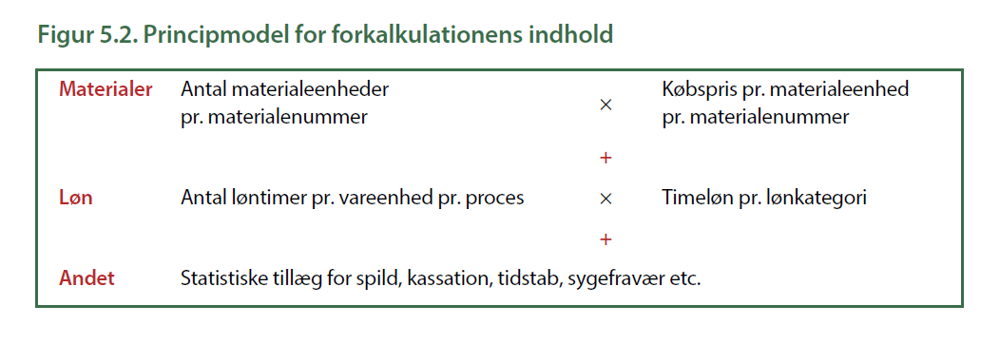 Figur 5.2. Principmodel for forkalkulationens indhold
Materialer Antal materialeenheder × Købspris pr. materialeenhed
pr. materialenummer pr. materialenummer
+
Løn Antal løntimer pr. vareenhed pr. proces × Timeløn pr. lønkategori
+
Andet Statistiske tillæg for spild, kassation, tidstab, sygefravær etc.